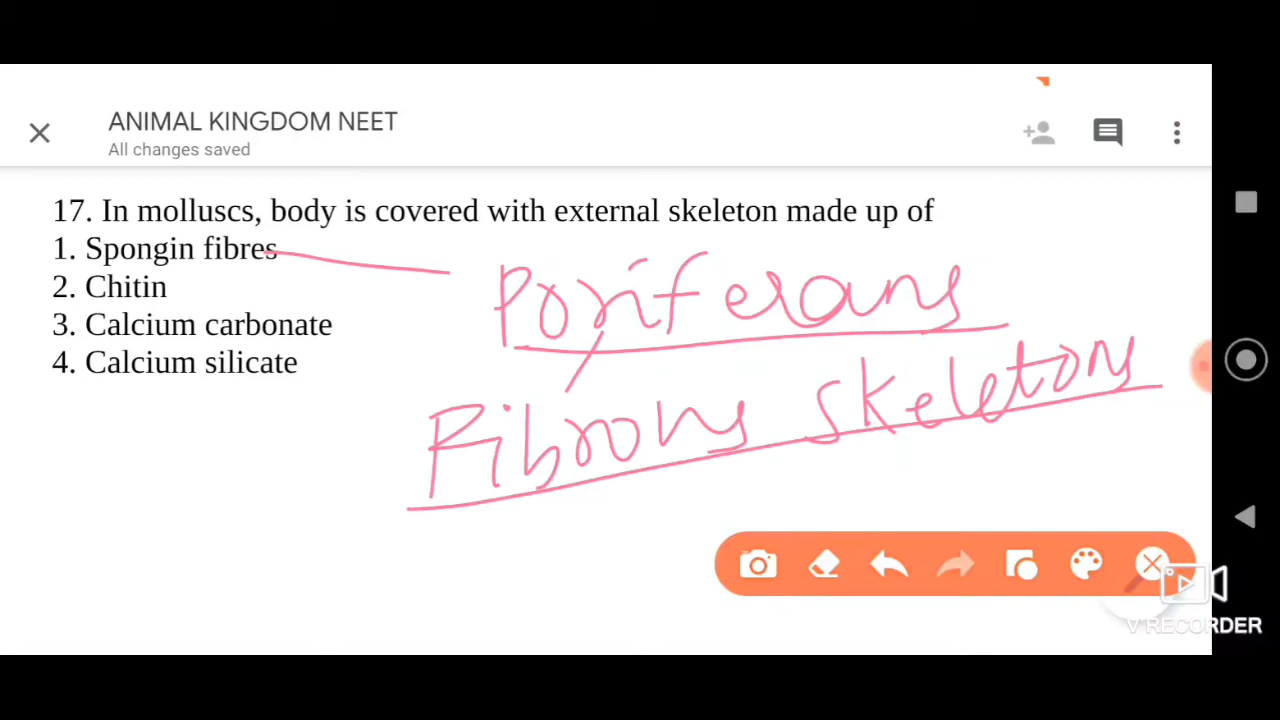 ANIMAL KINGDOM NEET
All changes saved
17. In molluscs, body is covered with external skeleton made up of
1. Spongin fibres
Poriferans
2. Chitin
3. Calcium carbonate
4. Calcium silicate
Fibrous skeletons
V RECORDER